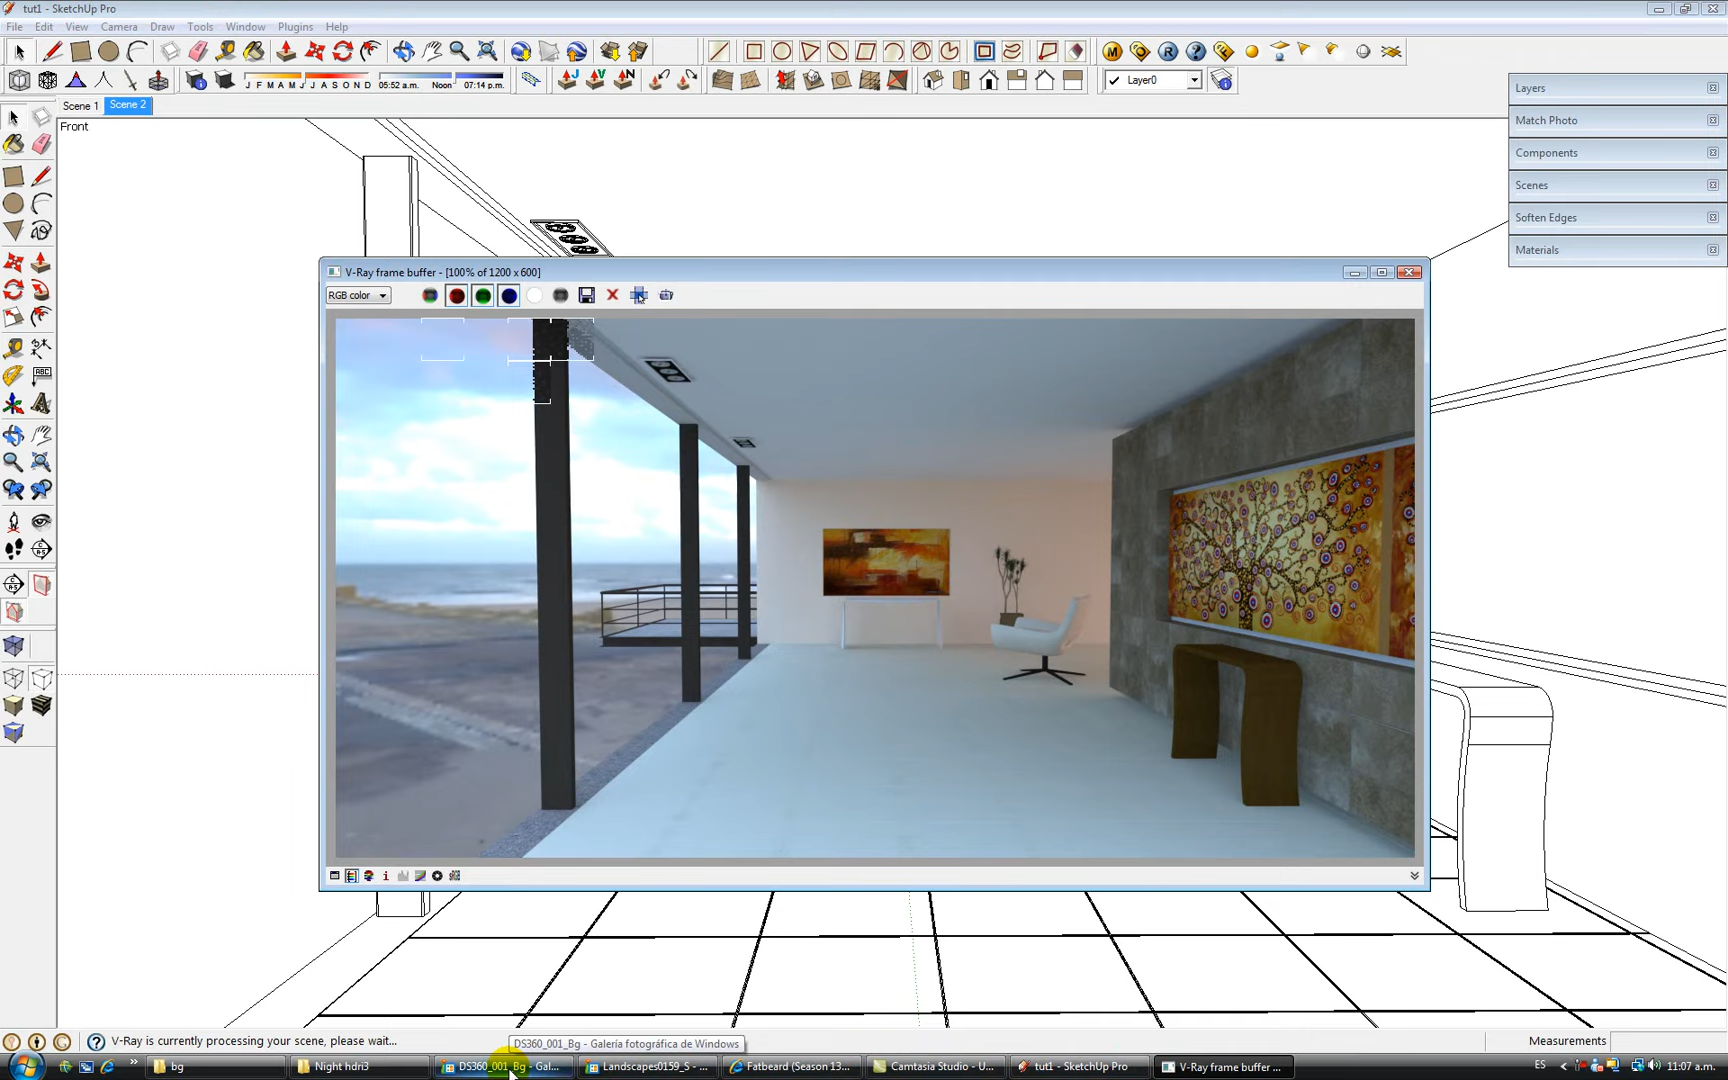 tut1 - SketchUp Pro
File Edit View Camera Draw Tools Window Plugins Help
J F M A M J J A S O N D 05:52 a.m. Noon 07:14 p.m.
Layer0
Scene 1 Scene 2
Front
Layers
Match Photo
Components
Scenes
Soften Edges
Materials
V-Ray frame buffer - [100% of 1200 x 600]
RGB color
V-Ray is currently processing your scene, please wait...
DS360_001_Bg - Galería fotográfica de Windows
Measurements
bg
Night hdri3
DS360_001_Bg - Gal...
Landscapes0159_S - ...
Fatbeard (Season 13...
Camtasia Studio - U...
tut1 - SketchUp Pro
V-Ray frame buffer ...
ES
11:07 a.m.